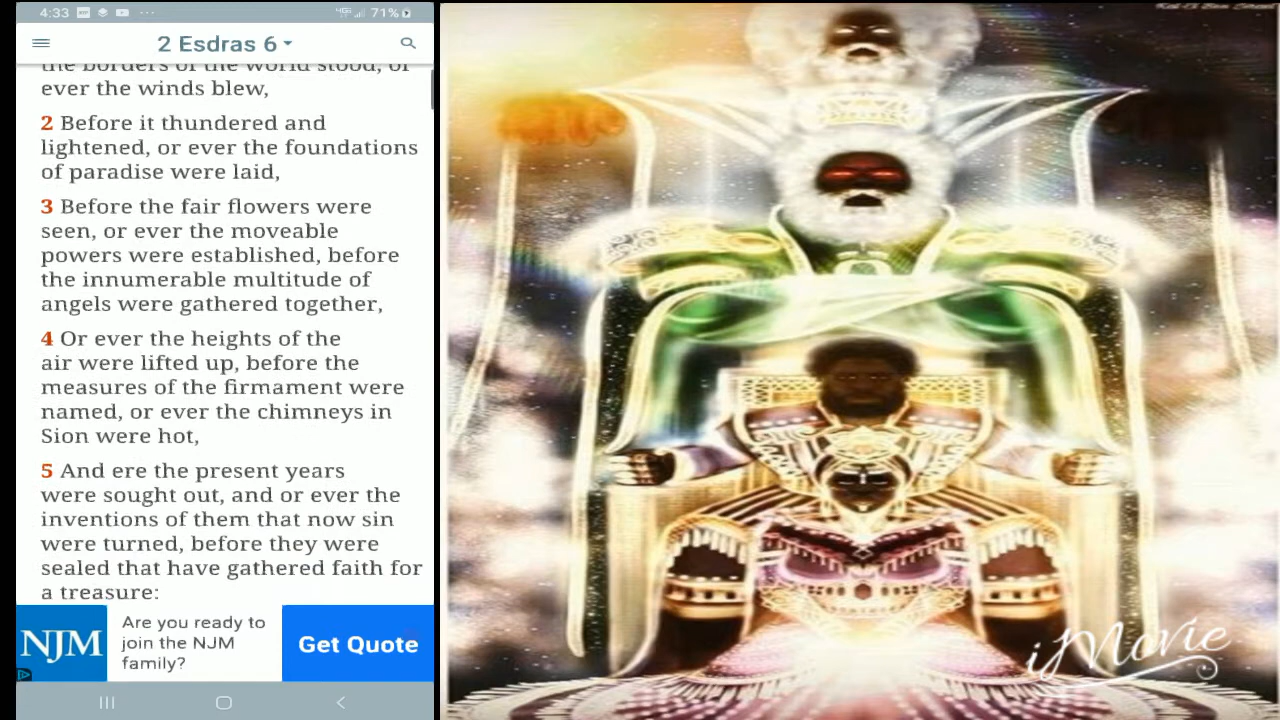 4:33
71%
2 Esdras 6
the borders of the world stood, or
ever the winds blew,
2 Before it thundered and
lightened, or ever the foundations
of paradise were laid,
3 Before the fair flowers were
seen, or ever the moveable
powers were established, before
the innumerable multitude of
angels were gathered together,
4 Or ever the heights of the
air were lifted up, before the
measures of the firmament were
named, or ever the chimneys in
Sion were hot,
5 And ere the present years
were sought out, and or ever the
inventions of them that now sin
were turned, before they were
sealed that have gathered faith for
a treasure:
NJM
Are you ready to
join the NJM
family?
Get Quote
iMovie